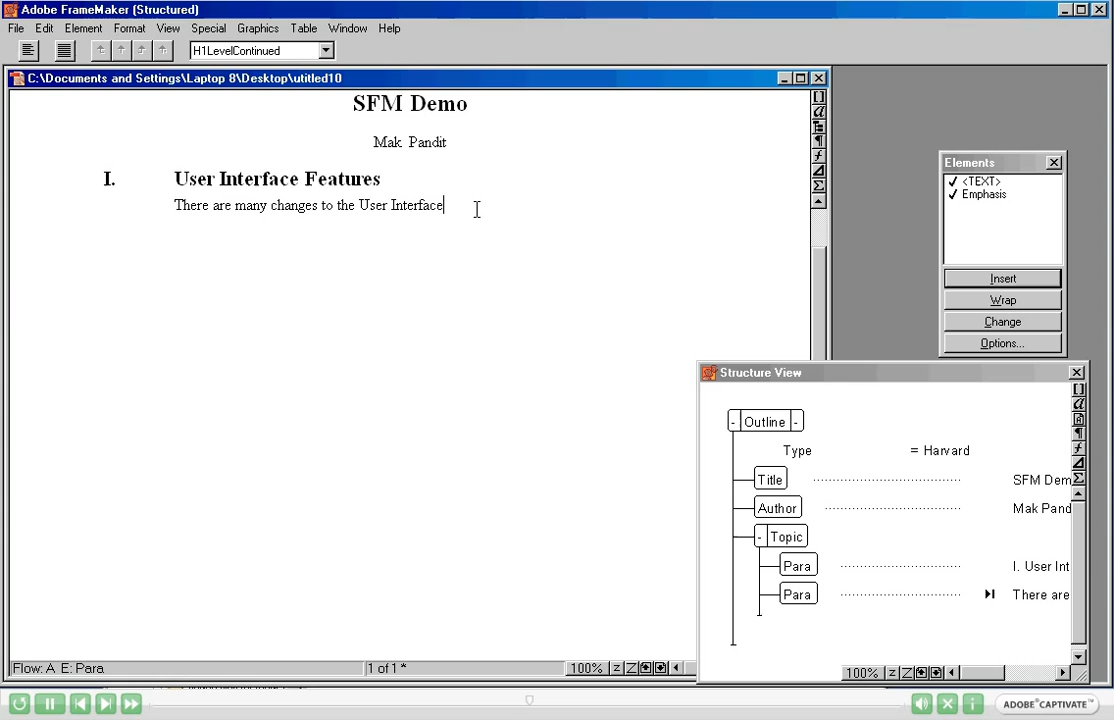 Adobe FrameMaker (Structured)
File Edit Element Format View Special Graphics Table Window Help
H1LevelContinued
C:\Documents and Settings\Laptop 8\Desktop\utitled10
SFM Demo
Mak Pandit
I. User Interface Features
There are many changes to the User Interface
Elements
<TEXT>
Emphasis
Insert
Wrap
Change
Options...
Structure View
- Outline -
Type = Harvard
Title SFM Dem
Author Mak Pand
- Topic
Para I. User Int
Para There are
100%
Flow: A E: Para 1 of 1 * 100%
ADOBE® CAPTIVATE™